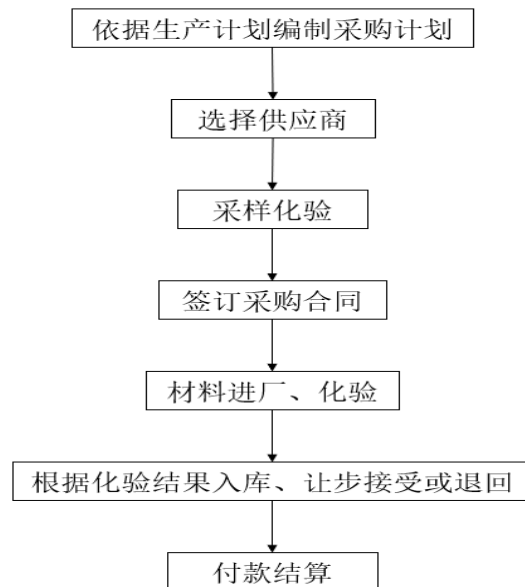 依据生产计划编制采购计划
选择供应商
采样化验
签订采购合同
材料进厂、化验
根据化验结果入库、让步接受或退回
付款结算